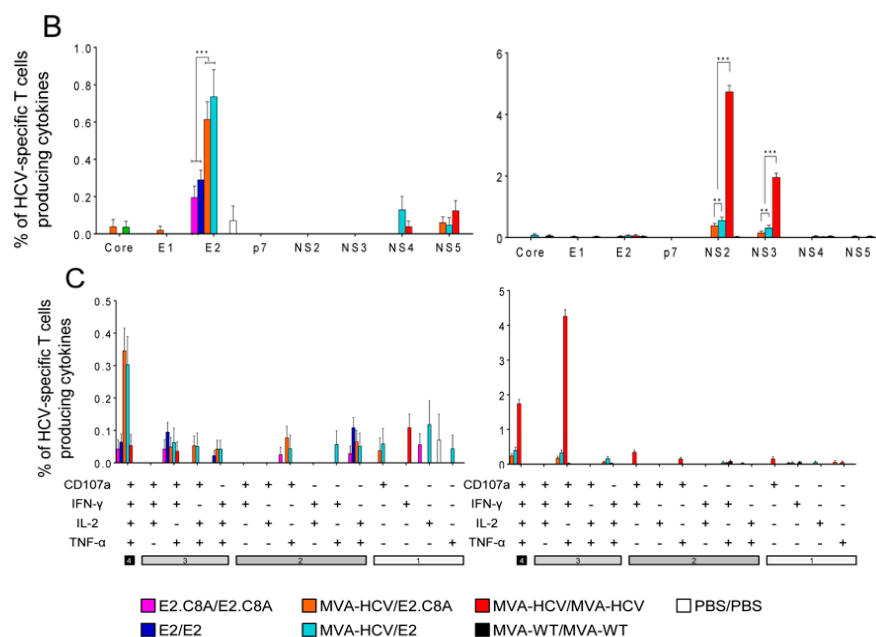 B
% of HCV-specific T cells
producing cytokines
1.0
0.8
0.6
0.4
0.2
0.0
***
Core E1 E2 p7 NS2 NS3 NS4 NS5
6
4
2
0
***
**
***
**
Core E1 E2 p7 NS2 NS3 NS4 NS5
C
% of HCV-specific T cells
producing cytokines
0.5
0.4
0.3
0.2
0.1
0.0
CD107a + + + + - + + + - - - + - - -
IFN-γ + + + - + + - - + + - - + - -
IL-2 + + - + + - + - + - + - - + -
TNF-α + - + + + - - + - + + - - - +
4 3 2 1
5
4
3
2
1
0
CD107a + + + + - + + + - - - + - - -
IFN-γ + + + - + + - - + + - - + - -
IL-2 + + - + + - + - + - + - - + -
TNF-α + - + + + - - + - + + - - - +
4 3 2 1
E2.C8A/E2.C8A MVA-HCV/E2.C8A MVA-HCV/MVA-HCV PBS/PBS
E2/E2 MVA-HCV/E2 MVA-WT/MVA-WT